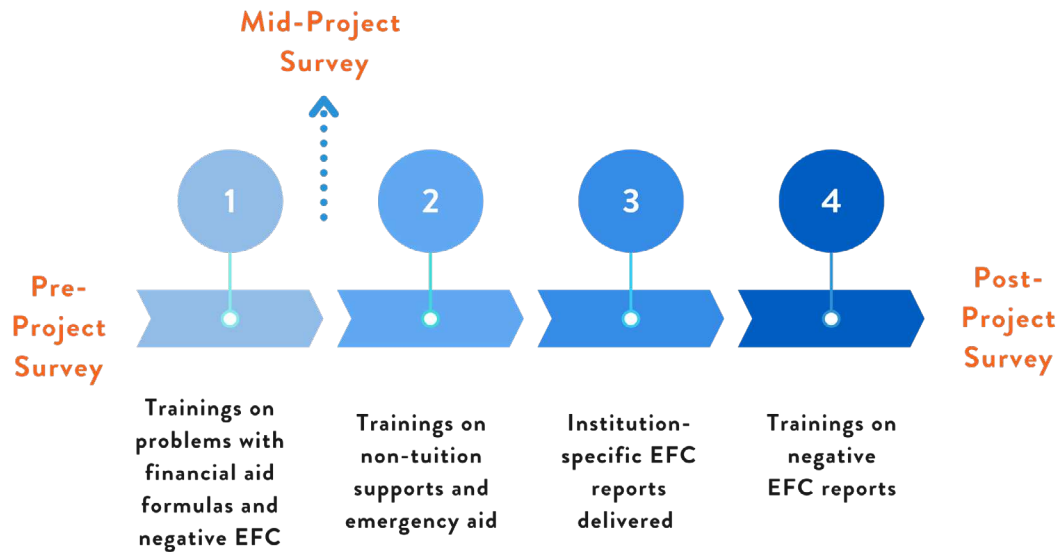 Mid-Project
Survey
1
2
3
4
Pre-
Project
Survey
Post-
Project
Survey
Trainings on
problems with
financial aid
formulas and
negative EFC
Trainings on
non-tuition
supports and
emergency aid
Institution-
specific EFC
reports
delivered
Trainings on
negative
EFC reports